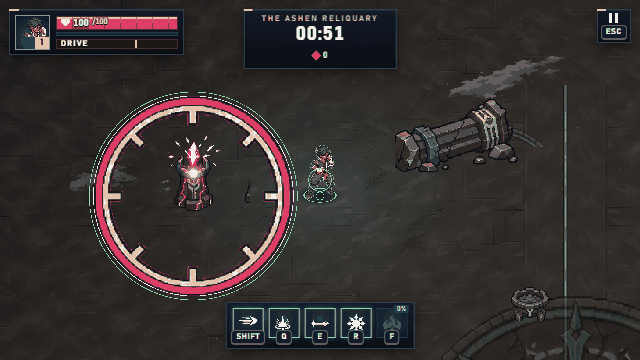 100/100
1
DRIVE
THE ASHEN RELIQUARY
00:51
0
ESC
0%
SHIFT
Q
E
R
F